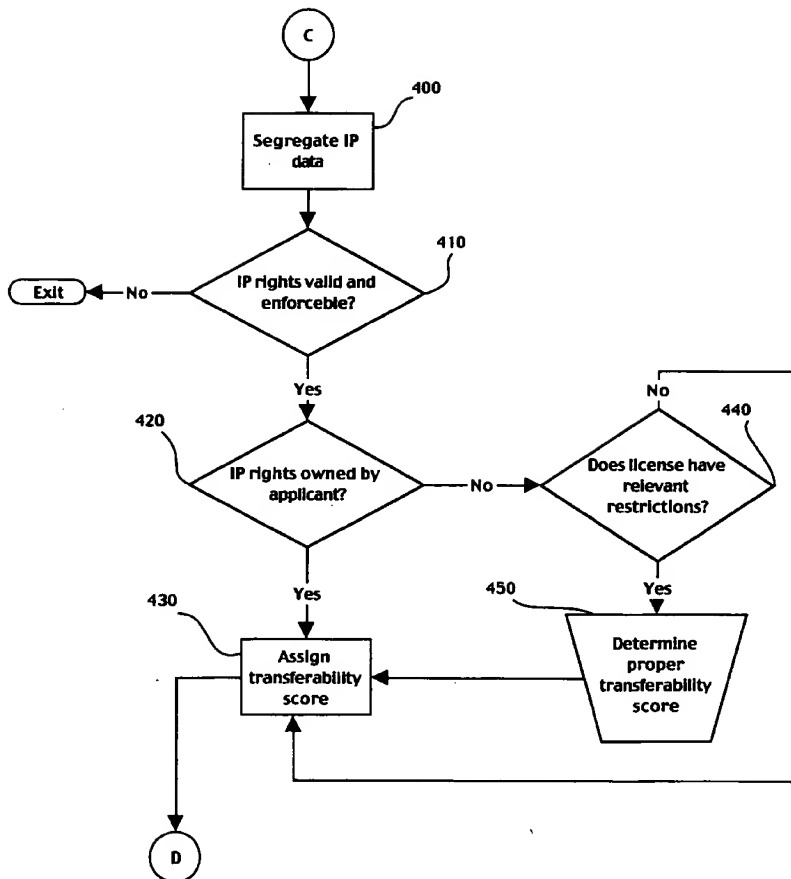 C
400
Segregate IP
data
410
IP rights valid and
enforceble?
No
Exit
Yes
420
IP rights owned by
applicant?
No
440
No
Does license have
relevant
restrictions?
Yes
Yes
430
450
Assign
transferability
score
Determine
proper
transferability
score
D